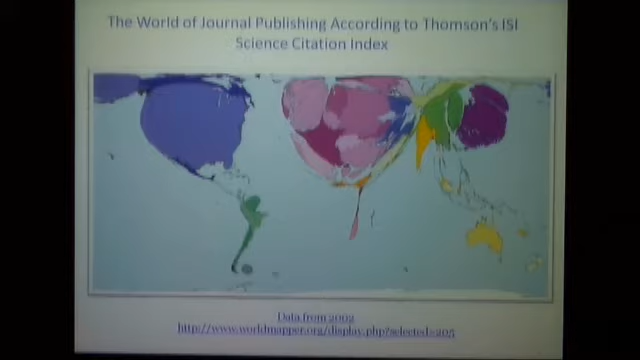 The World of Journal Publishing According to Thomson's ISI
Science Citation Index
Data from 2002
http://www.worldmapper.org/display.php?selected=205